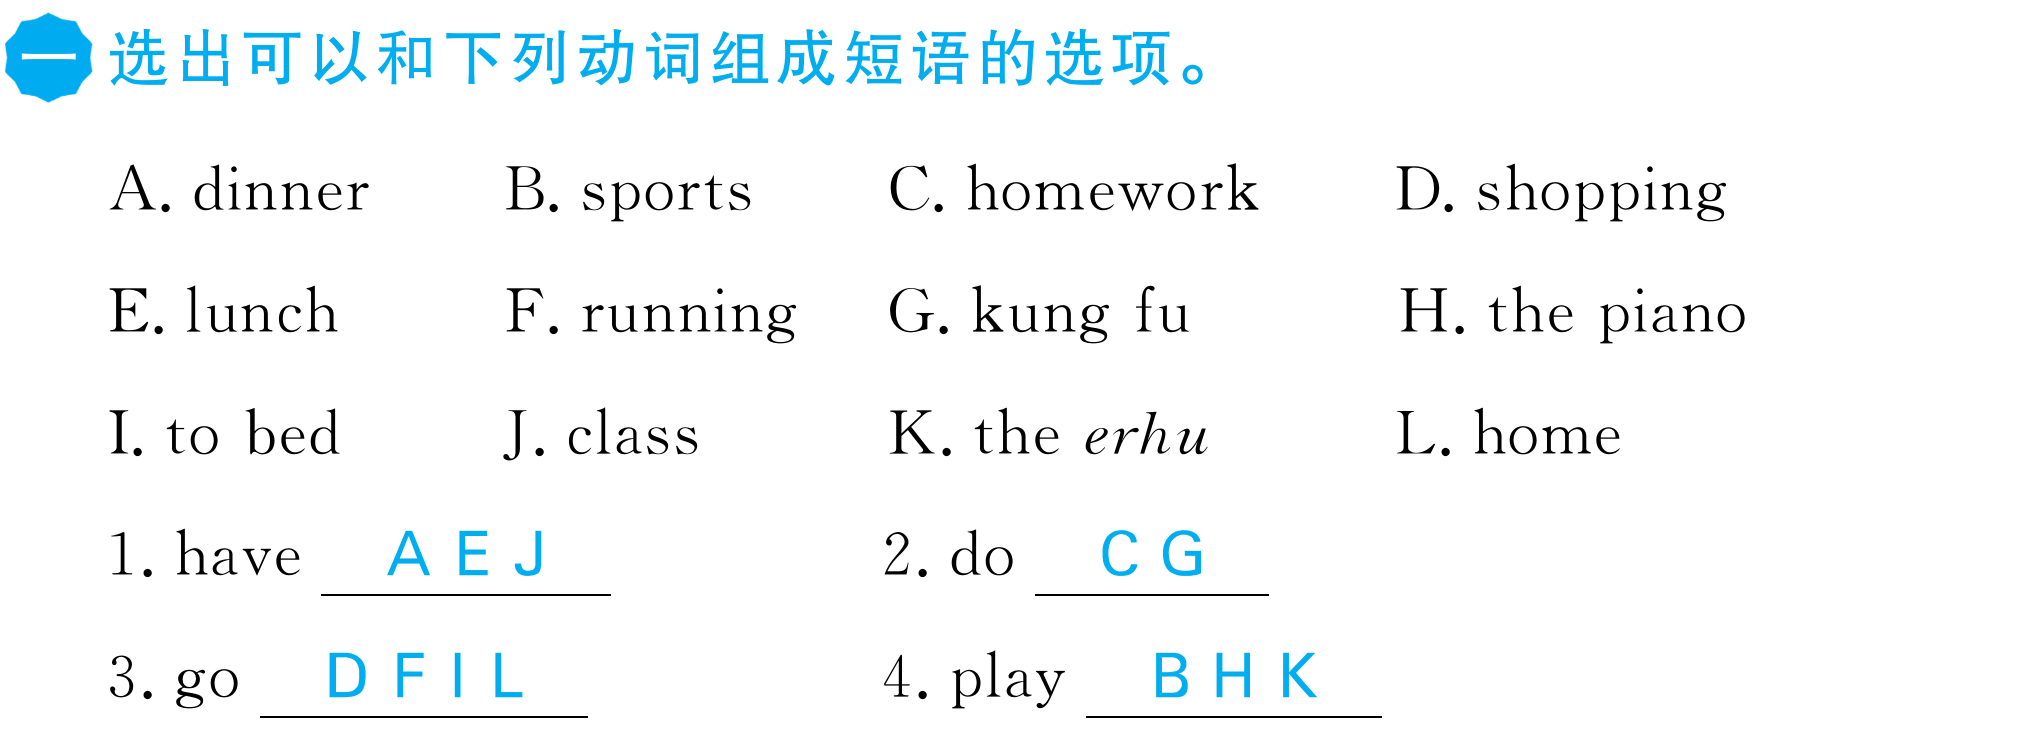 一 选出可以和下列动词组成短语的选项。
A. dinner B. sports C. homework D. shopping
E. lunch F. running G. kung fu H. the piano
I. to bed J. class K. the erhu L. home
1. have A E J 2. do C G
3. go D F I L 4. play B H K